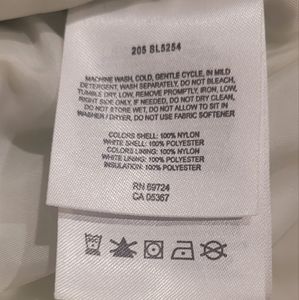 205 SL5254
MACHINE WASH, COLD, GENTLE CYCLE, IN MILD
DETERGENT, WASH SEPARATELY, DO NOT BLEACH,
TUMBLE DRY, LOW, REMOVE PROMPTLY, IRON, LOW,
RIGHT SIDE ONLY, IF NEEDED, DO NOT DRY CLEAN,
DO NOT STORE WET, DO NOT ALLOW TO SIT IN
WASHER / DRYER, DO NOT USE FABRIC SOFTENER
COLORS SHELL: 100% NYLON
WHITE SHELL: 100% POLYESTER
COLORS LINING: 100% NYLON
WHITE LINING: 100% POLYESTER
INSULATION: 100% POLYESTER
RN 69724
CA 05367